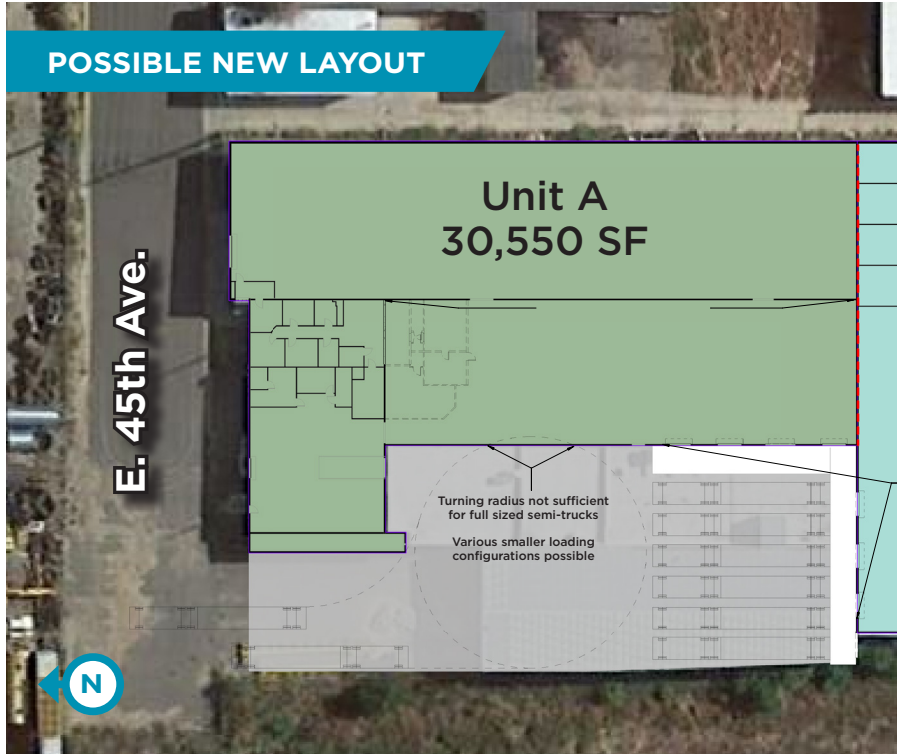 POSSIBLE NEW LAYOUT
Unit A
30,550 SF
E. 45th Ave.
Turning radius not sufficient
for full sized semi-trucks
Various smaller loading
configurations possible
N